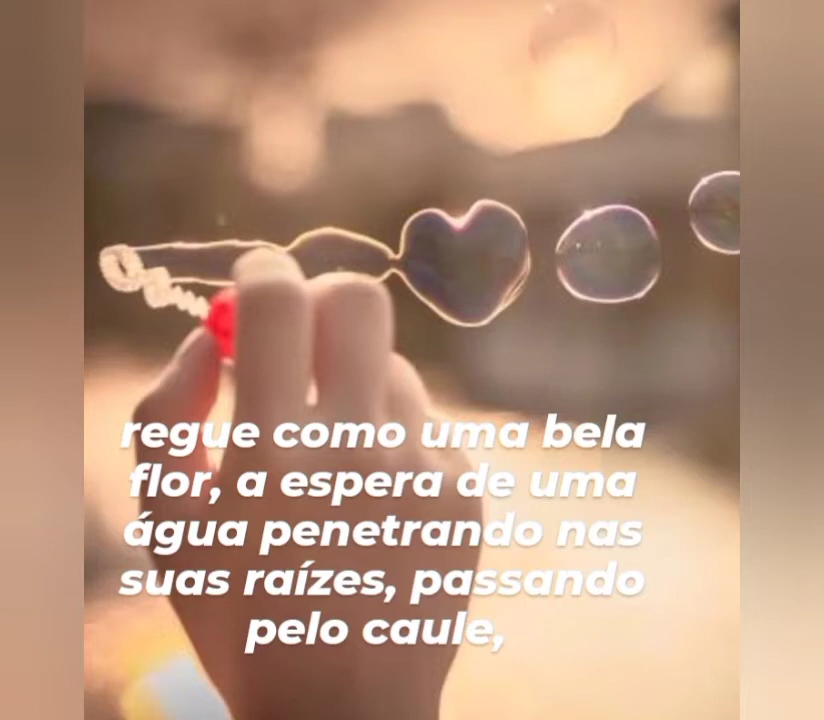 regue como uma bela
flor, a espera de uma
água penetrando nas
suas raízes, passando
pelo caule,